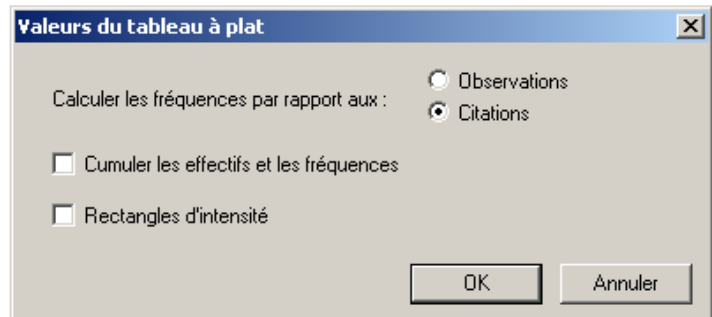 Valeurs du tableau à plat
Calculer les fréquences par rapport aux :
Observations
Citations
Cumuler les effectifs et les fréquences
Rectangles d'intensité
OK
Annuler